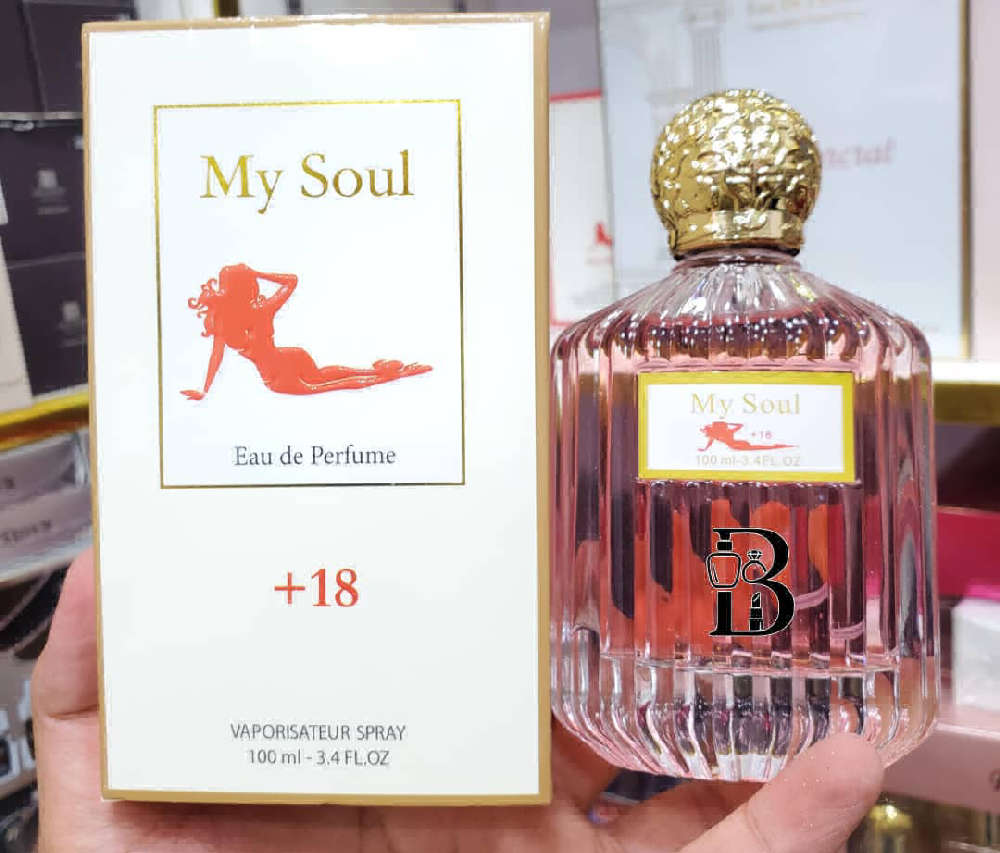 My Soul
Eau de Perfume
+18
VAPORISATEUR SPRAY
100 ml - 3.4 FL.OZ
My Soul
+18
100 ml-3.4FL.OZ
B